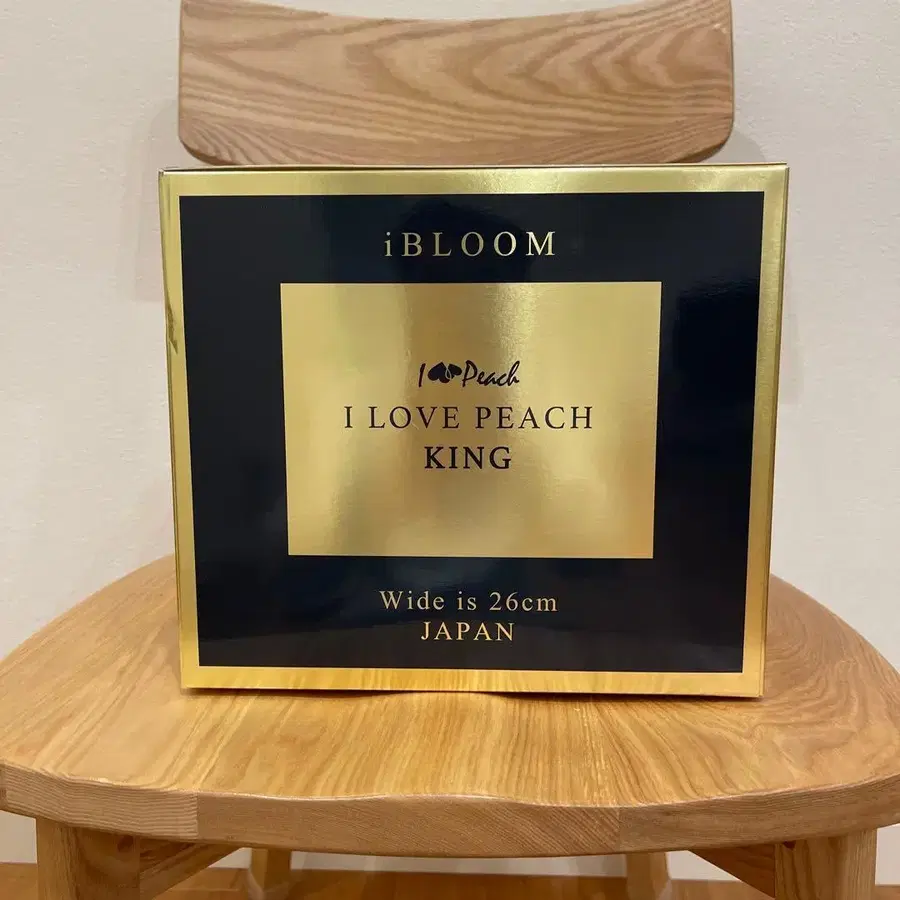 iBLOOM
I Peach
I LOVE PEACH
KING
Wide is 26cm
JAPAN